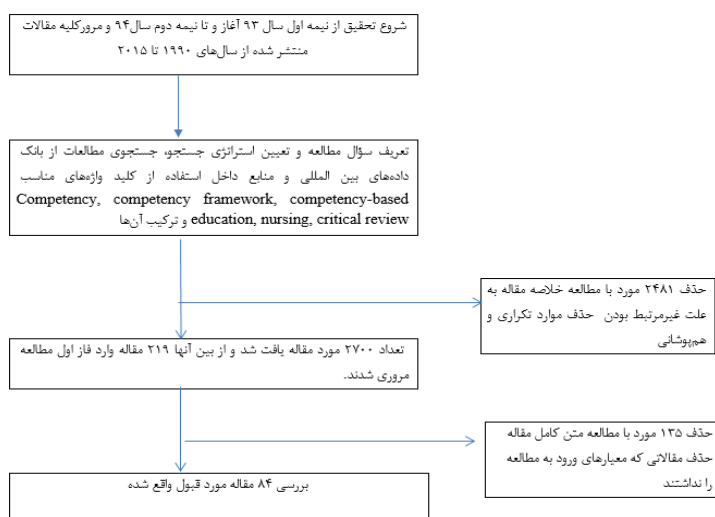 شروع تحقیق از نیمه اول سال ۹۳ آغاز و تا نیمه دوم سال۹۴ و مرورکلیه مقالات
منتشر شده از سال‌های ۱۹۹۰ تا ۲۰۱۵
تعریف سؤال مطالعه و تعیین استراتژی جستجو، جستجوی مطالعات از بانک
داده‌های بین المللی و منابع داخل استفاده از کلید واژه‌های مناسب
Competency, competency framework, competency-based
education, nursing, critical review و ترکیب آن‌ها
حذف ۲۴۸۱ مورد با مطالعه خلاصه مقاله به
علت غیرمرتبط بودن حذف موارد تکراری و
هم‌پوشانی
تعداد ۲۷۰۰ مورد مقاله یافت شد و از بین آنها ۲۱۹ مقاله وارد فاز اول مطالعه
مروری شدند.
حذف ۱۳۵ مورد با مطالعه متن کامل مقاله
حذف مقالاتی که معیارهای ورود به مطالعه
را نداشتند
بررسی ۸۴ مقاله مورد قبول واقع شده